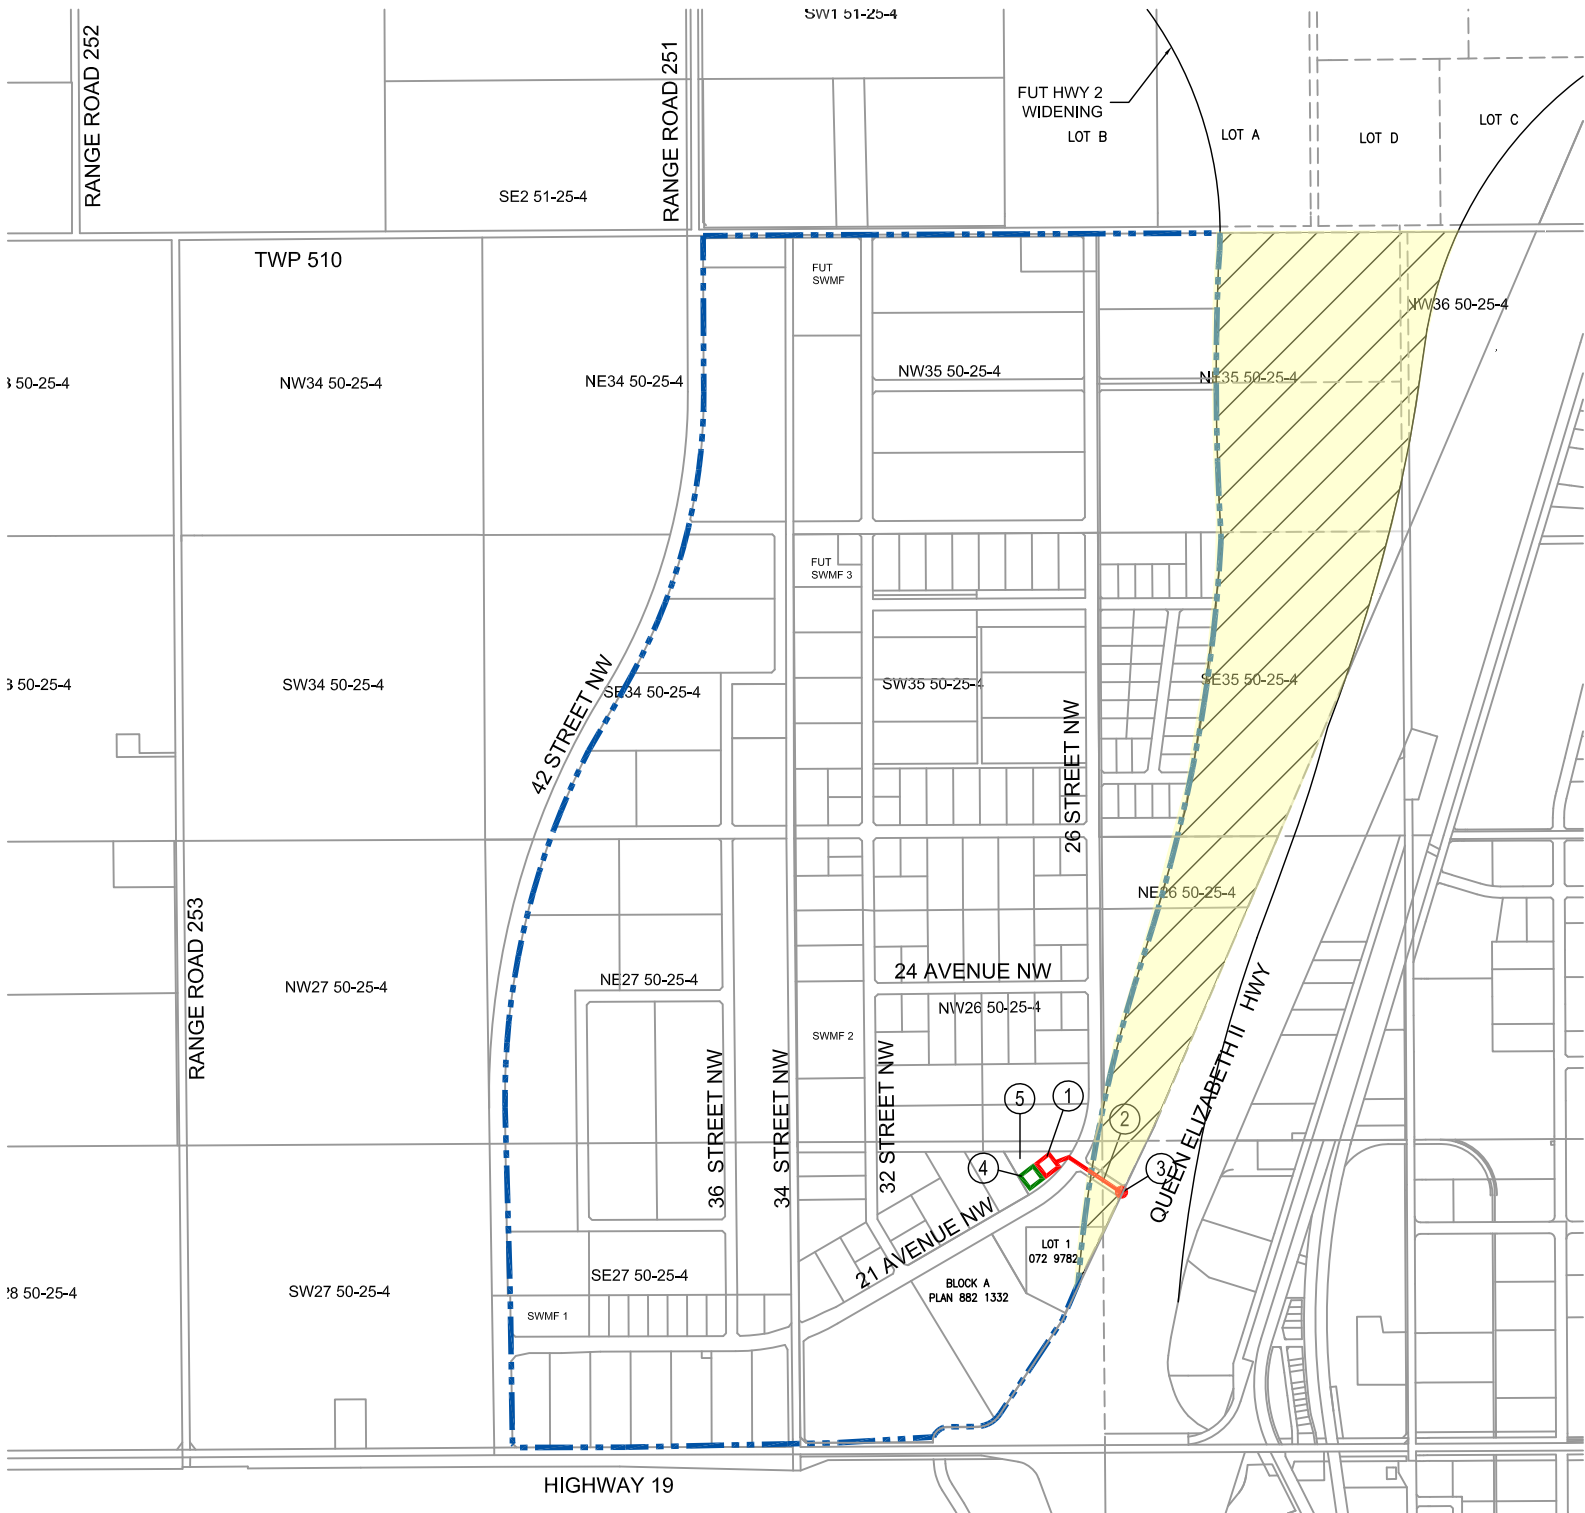 SW1 51-25-4
RANGE ROAD 252
RANGE ROAD 251
FUT HWY 2
WIDENING
LOT B
LOT A
LOT D
LOT C
SE2 51-25-4
TWP 510
FUT
SWMF
NW36 50-25-4
50-25-4
NW34 50-25-4
NE34 50-25-4
NW35 50-25-4
NE35 50-25-4
FUT
SWMF 3
50-25-4
SW34 50-25-4
SE34 50-25-4
SW35 50-25-4
SE35 50-25-4
42 STREET NW
26 STREET NW
NE26 50-25-4
RANGE ROAD 253
NW27 50-25-4
NE27 50-25-4
24 AVENUE NW
NW26 50-25-4
SWMF 2
QUEEN ELIZABETH II HWY
36 STREET NW
34 STREET NW
32 STREET NW
5
1
2
4
3
21 AVENUE NW
LOT 1
072 9782
BLOCK A
PLAN 882 1332
28 50-25-4
SW27 50-25-4
SE27 50-25-4
SWMF 1
HIGHWAY 19